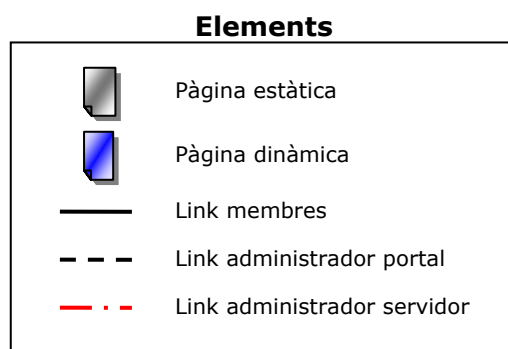 Elements
Pàgina estàtica
Pàgina dinàmica
Link membres
Link administrador portal
Link administrador servidor